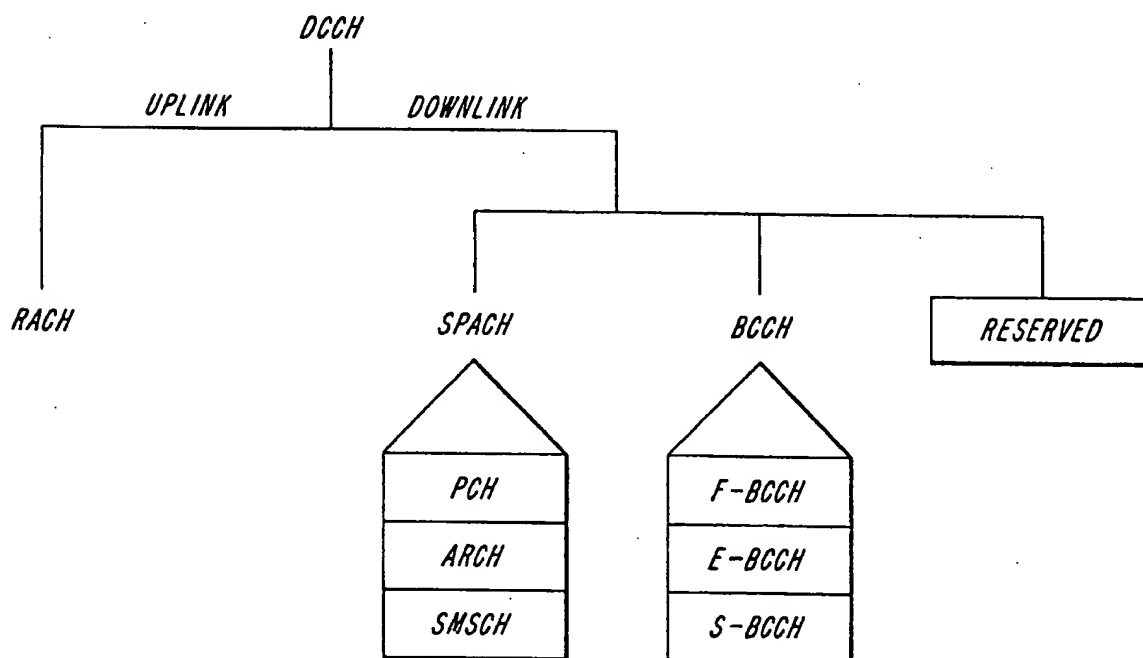 DCCH
UPLINK DOWNLINK
RACH SPACH BCCH RESERVED
PCH F-BCCH
ARCH E-BCCH
SMSCH S-BCCH